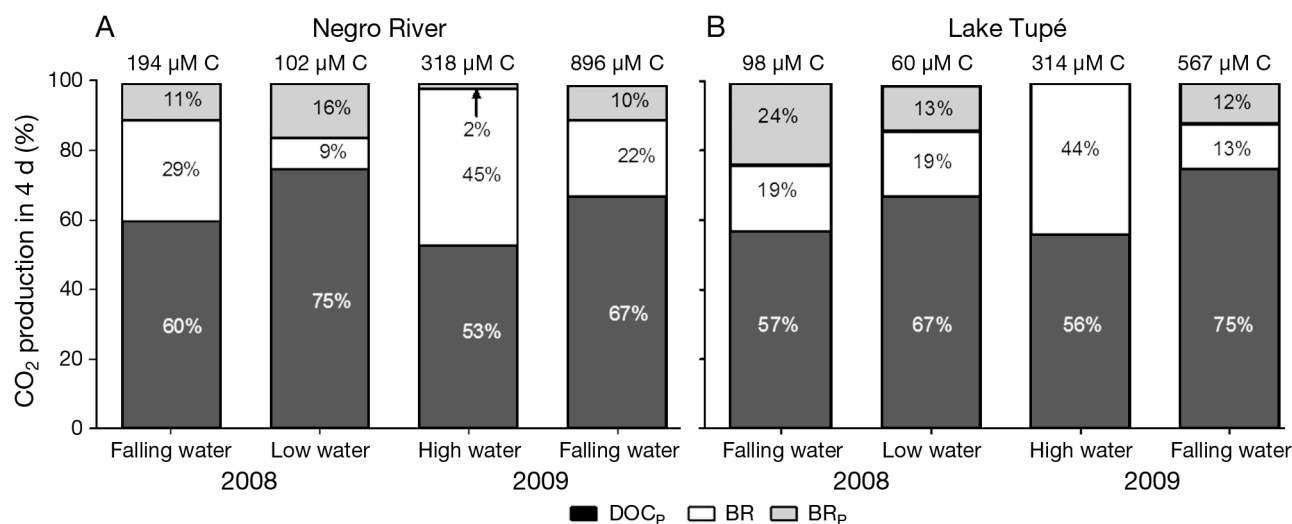 A Negro River
194 µM C 102 µM C 318 µM C 896 µM C
CO2 production in 4 d (%)
100
80
60
40
20
0
11% 16% 2% 10%
29% 9% 45% 22%
60% 75% 53% 67%
Falling water Low water High water Falling water
2008 2009
B Lake Tupé
98 µM C 60 µM C 314 µM C 567 µM C
24% 13% 12%
19% 19% 44% 13%
57% 67% 56% 75%
Falling water Low water High water Falling water
2008 2009
DOCP BR BRP